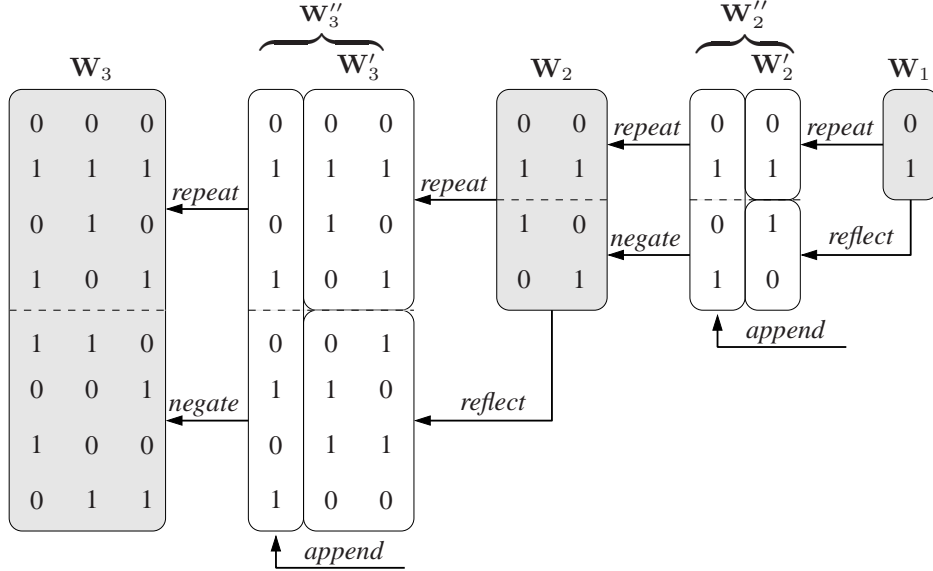 W″₃ W″₂
W₃ W′₃ W₂ W′₂ W₁
0 0 0 0 0 0 0 0 0 0 0
repeat repeat
1 1 1 1 1 1 1 1 1 1 1
repeat repeat
0 1 0 0 1 0 1 0 0 1
negate reflect
1 0 1 1 0 1 0 1 1 0
append
1 1 0 0 0 1
0 0 1 1 1 0
negate reflect
1 0 0 0 1 1
0 1 1 1 0 0
append